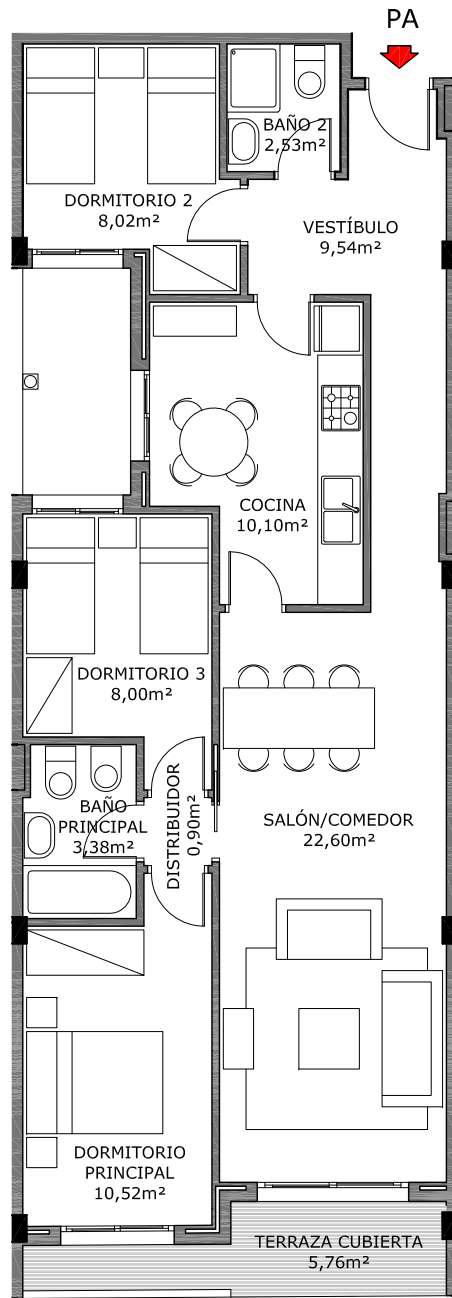 PA
BAÑO 2
2,53m²
DORMITORIO 2
8,02m²
VESTÍBULO
9,54m²
COCINA
10,10m²
DORMITORIO 3
8,00m²
BAÑO
PRINCIPAL
3,38m²
DISTRIBUIDOR
0,90m²
SALÓN/COMEDOR
22,60m²
DORMITORIO
PRINCIPAL
10,52m²
TERRAZA CUBIERTA
5,76m²